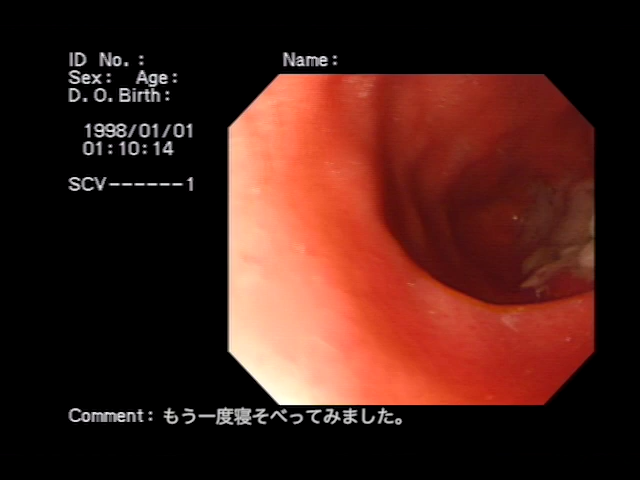 ID No.: Name:
Sex: Age:
D.O.Birth:
1998/01/01
01:10:14
SCV------1
Comment: もう一度寝そべってみました。